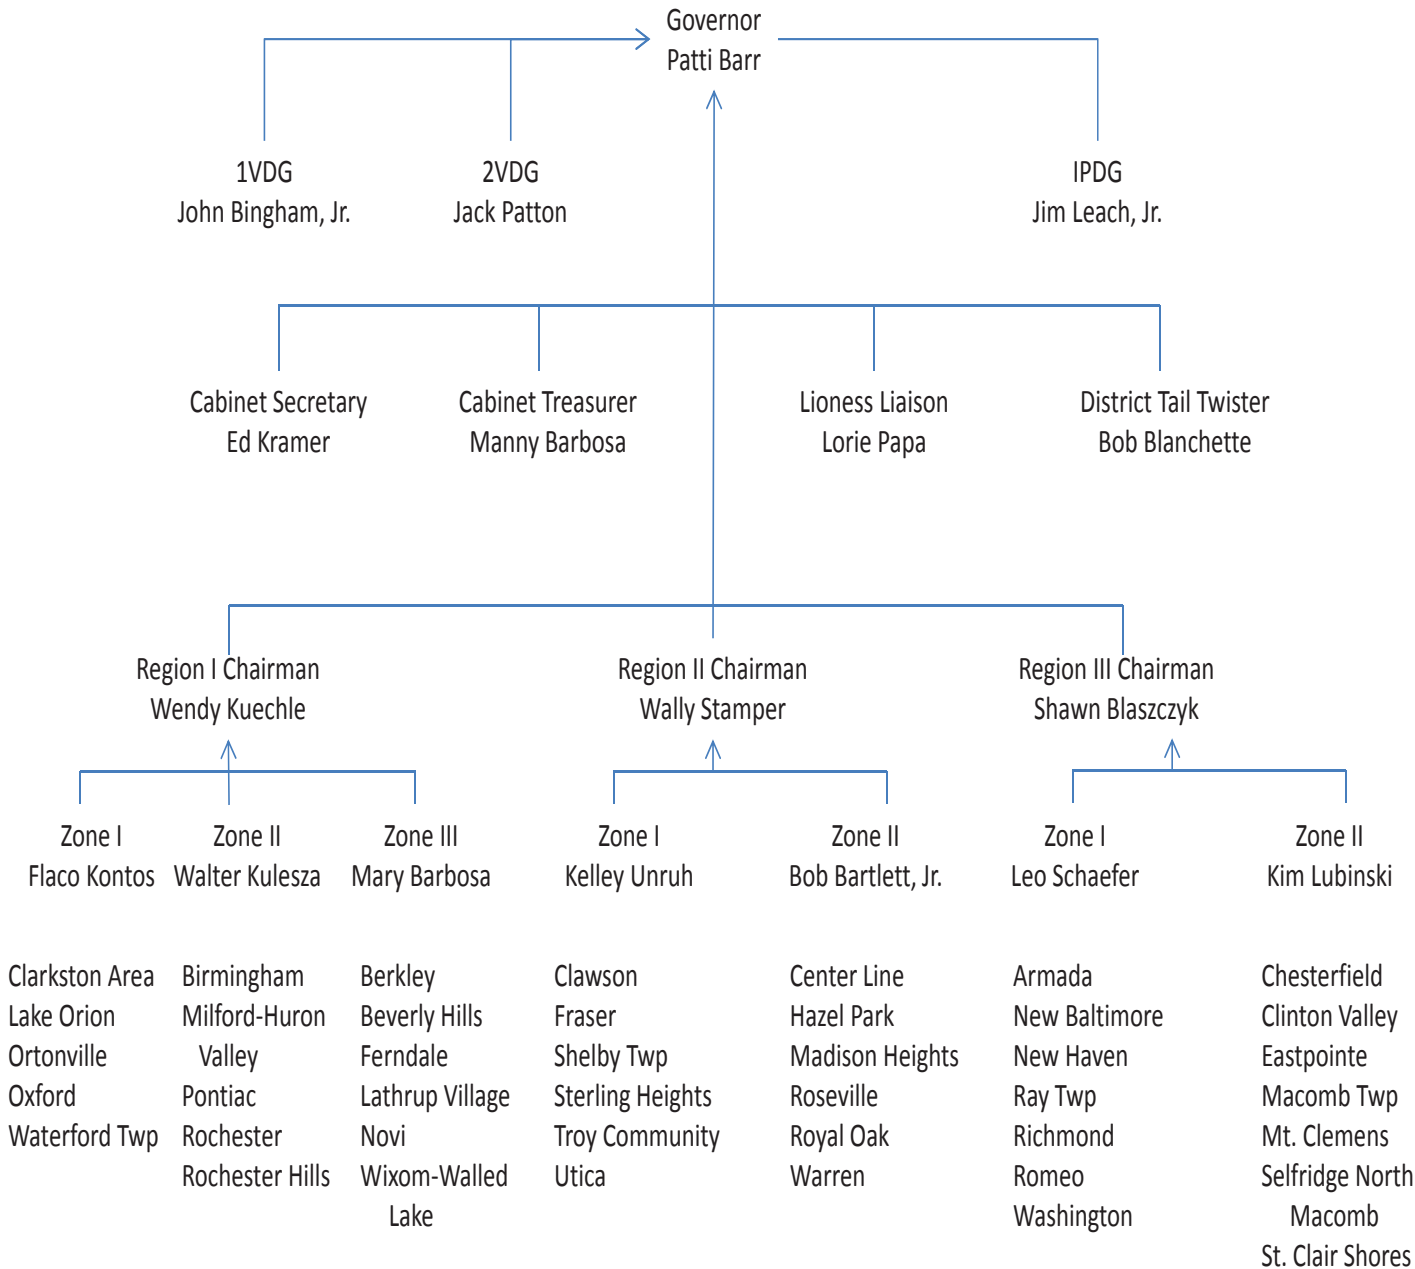 Governor
Patti Barr
1VDG
John Bingham, Jr.
2VDG
Jack Patton
IPDG
Jim Leach, Jr.
Cabinet Secretary
Ed Kramer
Cabinet Treasurer
Manny Barbosa
Lioness Liaison
Lorie Papa
District Tail Twister
Bob Blanchette
Region I Chairman
Wendy Kuechle
Region II Chairman
Wally Stamper
Region III Chairman
Shawn Blaszczyk
Zone I
Flaco Kontos
Zone II
Walter Kulesza
Zone III
Mary Barbosa
Zone I
Kelley Unruh
Zone II
Bob Bartlett, Jr.
Zone I
Leo Schaefer
Zone II
Kim Lubinski
Clarkston Area
Lake Orion
Ortonville
Oxford
Waterford Twp
Birmingham
Milford-Huron
Valley
Pontiac
Rochester
Rochester Hills
Berkley
Beverly Hills
Ferndale
Lathrup Village
Novi
Wixom-Walled
Lake
Clawson
Fraser
Shelby Twp
Sterling Heights
Troy Community
Utica
Center Line
Hazel Park
Madison Heights
Roseville
Royal Oak
Warren
Armada
New Baltimore
New Haven
Ray Twp
Richmond
Romeo
Washington
Chesterfield
Clinton Valley
Eastpointe
Macomb Twp
Mt. Clemens
Selfridge North
Macomb
St. Clair Shores